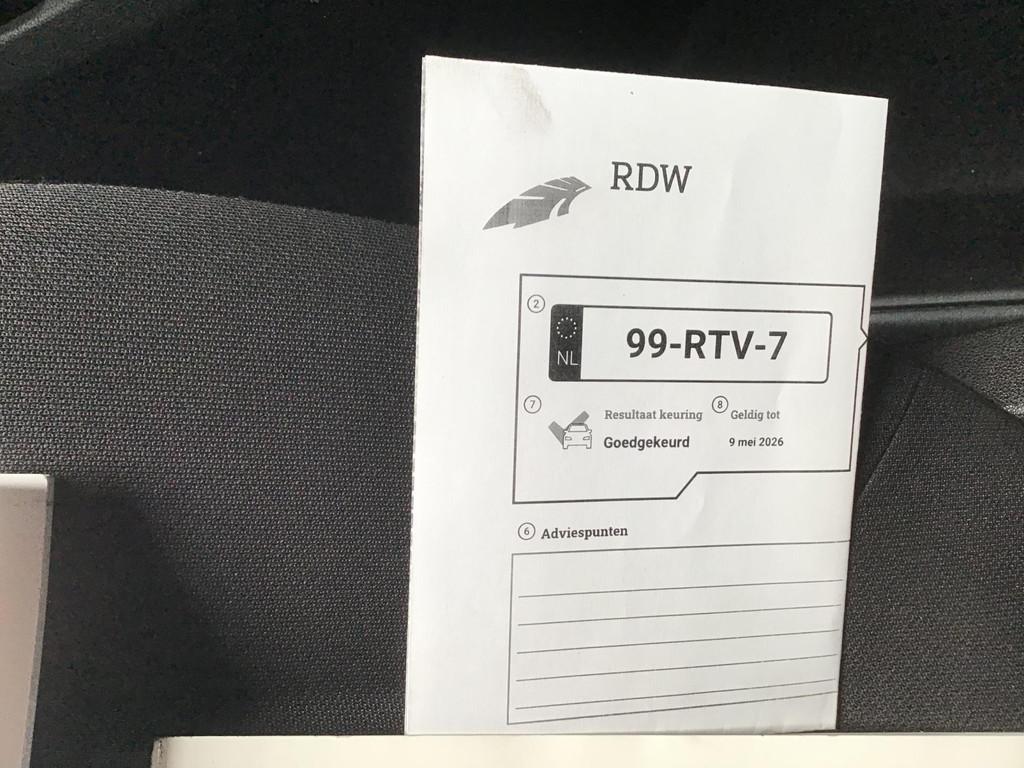 RDW
2
NL 99-RTV-7
7 Resultaat keuring 8 Geldig tot
Goedgekeurd 9 mei 2026
6 Adviespunten